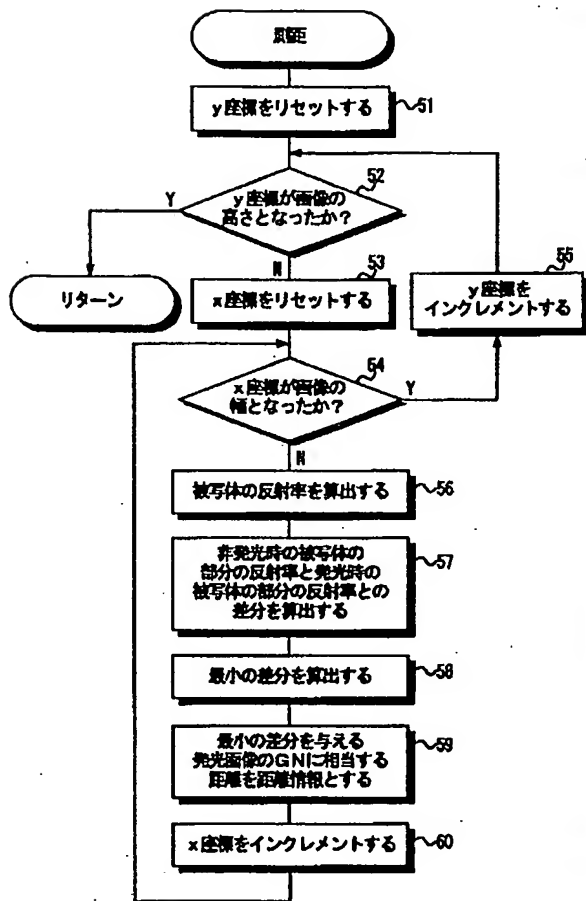 測距
y座標をリセットする
51
52
y座標が画像の
高さとなったか?
Y
N
リターン
53
x座標をリセットする
55
y座標を
インクレメントする
54
x座標が画像の
幅となったか?
Y
N
被写体の反射率を算出する
56
非発光時の被写体の
部分の反射率と発光時の
被写体の部分の反射率との
差分を算出する
57
最小の差分を算出する
58
最小の差分を与える
発光画像のGNに相当する
距離を距離情報とする
59
x座標をインクレメントする
60